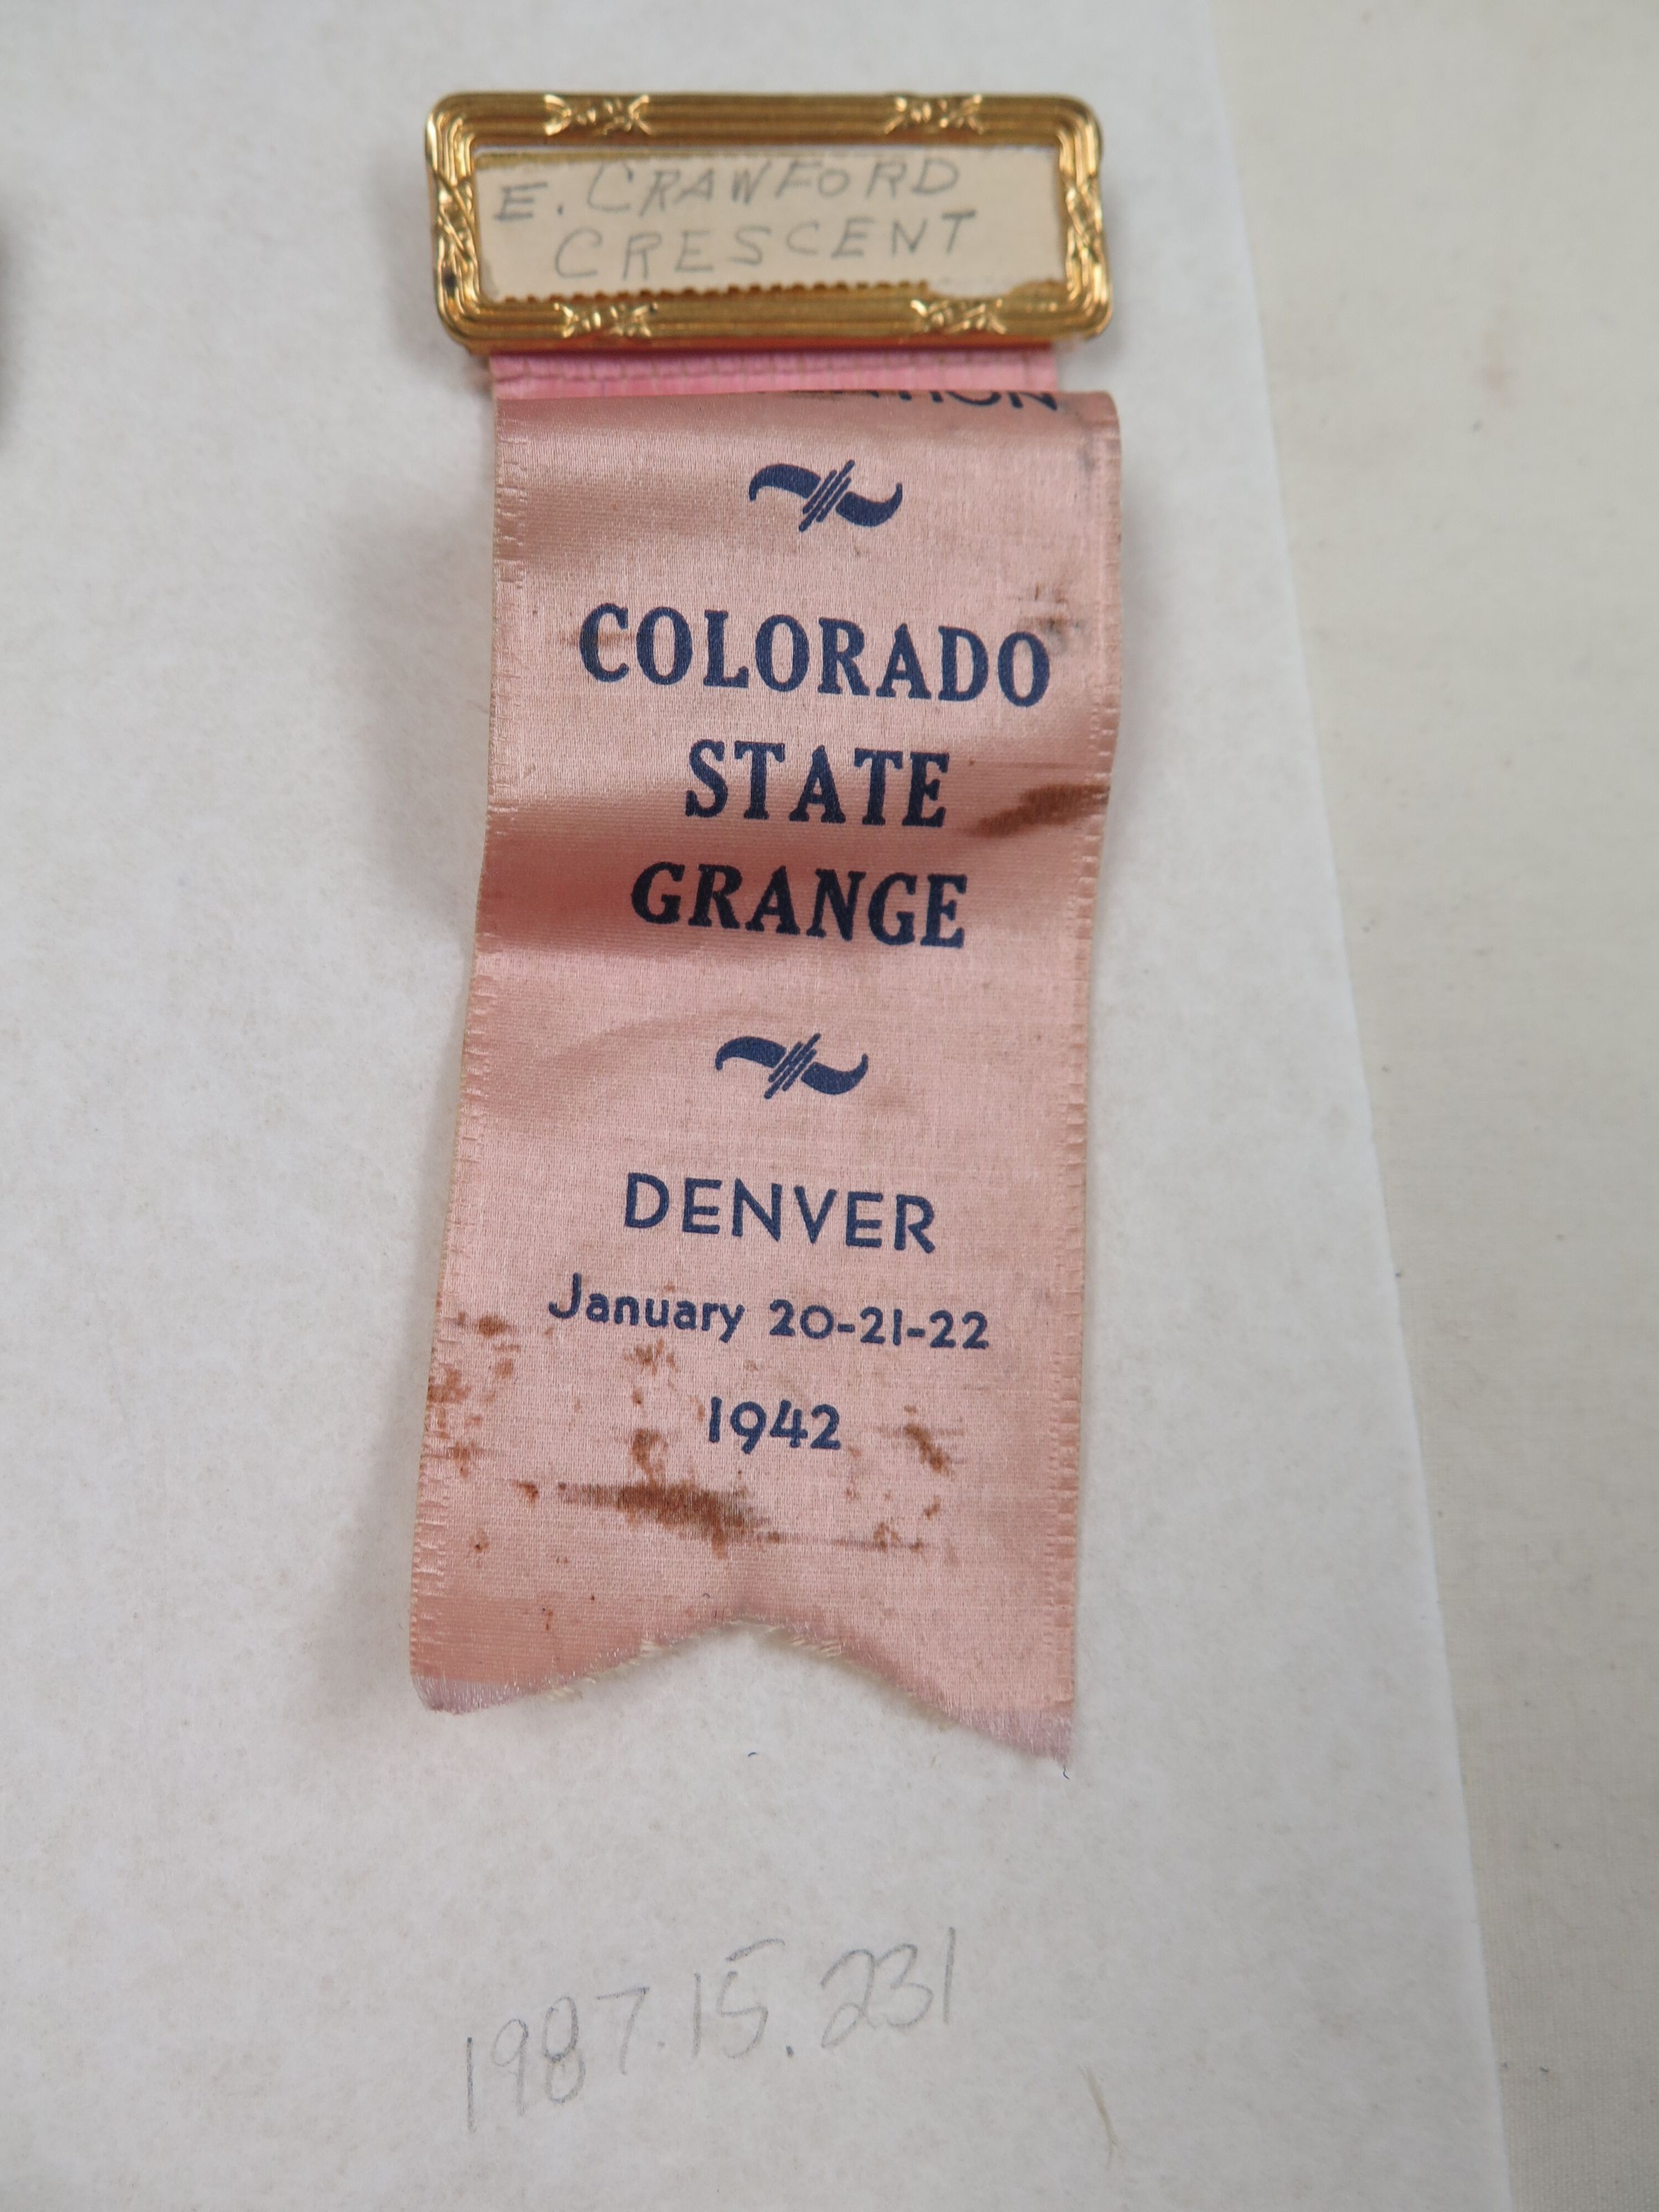 E. CRAWFORD
CRESCENT
COLORADO
STATE
GRANGE
DENVER
January 20-21-22
1942
1987.15.231